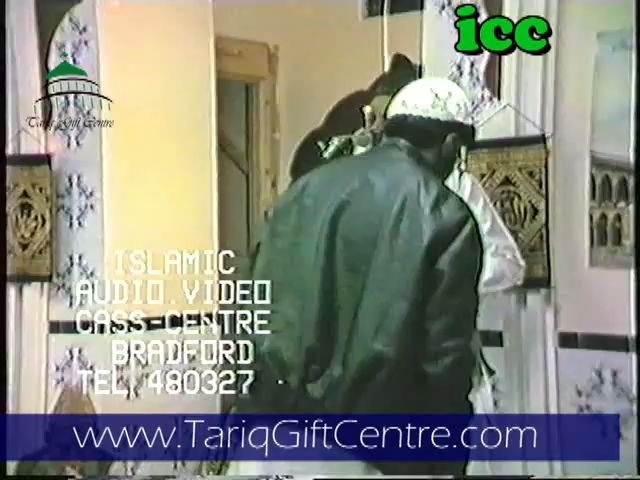 icc
Tariq Gift Centre
ISLAMIC
AUDIO.VIDEO
CASS-CENTRE
BRADFORD
TEL 480327
www.TariqGiftCentre.com